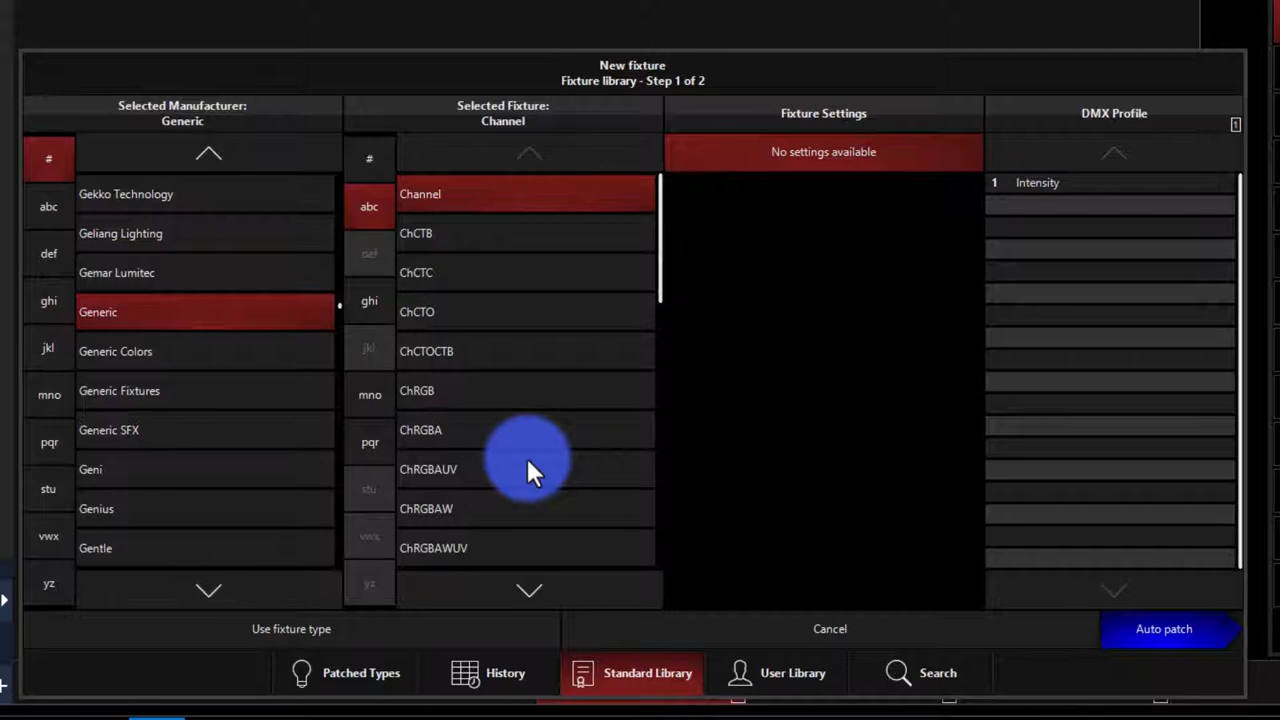 New fixture
Fixture library - Step 1 of 2
Selected Manufacturer:
Generic
Selected Fixture:
Channel
Fixture Settings
DMX Profile
1
#
abc
def
ghi
jkl
mno
pqr
stu
vwx
yz
Gekko Technology
Geliang Lighting
Gemar Lumitec
Generic
Generic Colors
Generic Fixtures
Generic SFX
Geni
Genius
Gentle
#
abc
def
ghi
jkl
mno
pqr
stu
vwx
yz
Channel
ChCTB
ChCTC
ChCTO
ChCTOCTB
ChRGB
ChRGBA
ChRGBAUV
ChRGBAW
ChRGBAWUV
No settings available
1 Intensity
Use fixture type
Cancel
Auto patch
Patched Types
History
Standard Library
User Library
Search